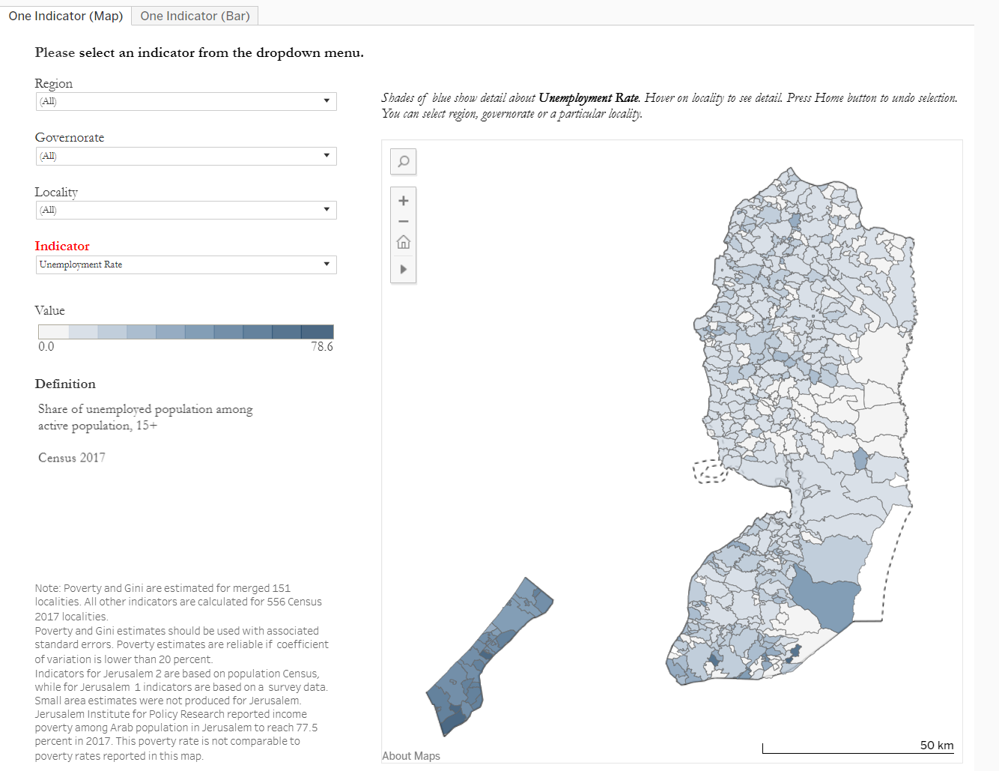 One Indicator (Map)
One Indicator (Bar)
Please select an indicator from the dropdown menu.
Region
(All)
Governorate
(All)
Locality
(All)
Indicator
Unemployment Rate
Value
0.0
78.6
Definition
Share of unemployed population among
active population, 15+
Census 2017
Note: Poverty and Gini are estimated for merged 151
localities. All other indicators are calculated for 556 Census
2017 localities.
Poverty and Gini estimates should be used with associated
standard errors. Poverty estimates are reliable if coefficient
of variation is lower than 20 percent.
Indicators for Jerusalem 2 are based on population Census,
while for Jerusalem 1 indicators are based on a survey data.
Small area estimates were not produced for Jerusalem.
Jerusalem Institute for Policy Research reported income
poverty among Arab population in Jerusalem to reach 77.5
percent in 2017. This poverty rate is not comparable to
poverty rates reported in this map.
Shades of blue show detail about Unemployment Rate. Hover on locality to see detail. Press Home button to undo selection.
You can select region, governorate or a particular locality.
50 km
About Maps